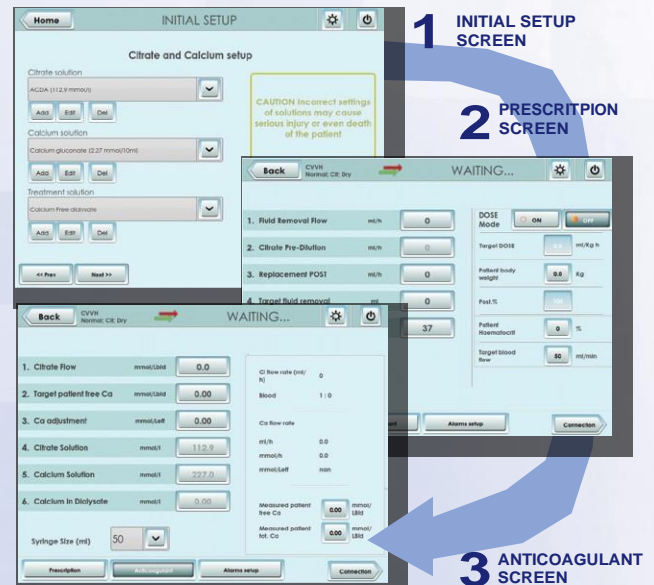 Home
INITIAL SETUP
Citrate and Calcium setup
Citrate solution
ACDA (112.9 mmol/l)
Add Edit Del
Calcium solution
Calcium gluconate (2.27 mmol/10ml)
Add Edit Del
Treatment solution
Calcium Free dialysate
Add Edit Del
<< Prev Next >>
CAUTION Incorrect settings
of solutions may cause
serious injury or even death
of the patient
1 INITIAL SETUP
SCREEN
2 PRESCRITPION
SCREEN
Back
CVVH
Normal; Cit; Dry
WAITING...
1. Fluid Removal Flow ml/h 0
2. Citrate Pre-Dilution ml/h 0
3. Replacement POST ml/h 0
4. Target fluid removal ml 0
37
DOSE
Mode
ON OFF
Target DOSE ml/Kg h
Patient body
weight 0.0 Kg
Post.%
Patient
Haematocrit 0 %
Target blood
flow 50 ml/min
Alarms setup Connection
Back
CVVH
Normal; Cit; Dry
WAITING...
1. Citrate Flow mmol/Lbld 0.0
2. Target patient free Ca mmol/Lbld 0.00
3. Ca adjustment mmol/Leff 0.00
4. Citrate Solution mmol/l 112.9
5. Calcium Solution mmol/l 227.0
6. Calcium in Dialysate mmol/l 0.00
Syringe Size (ml) 50
Ci flow rate (ml/
h) 0
Blood 1 : 0
Ca flow rate
ml/h 0.0
mmol/h 0.0
mmol/Leff nan
Measured patient
free Ca 0.00 mmol/
LBld
Measured patient
tot. Ca 0.00 mmol/
LBld
Prescription Anticoagulant Alarms setup Connection
3 ANTICOAGULANT
SCREEN